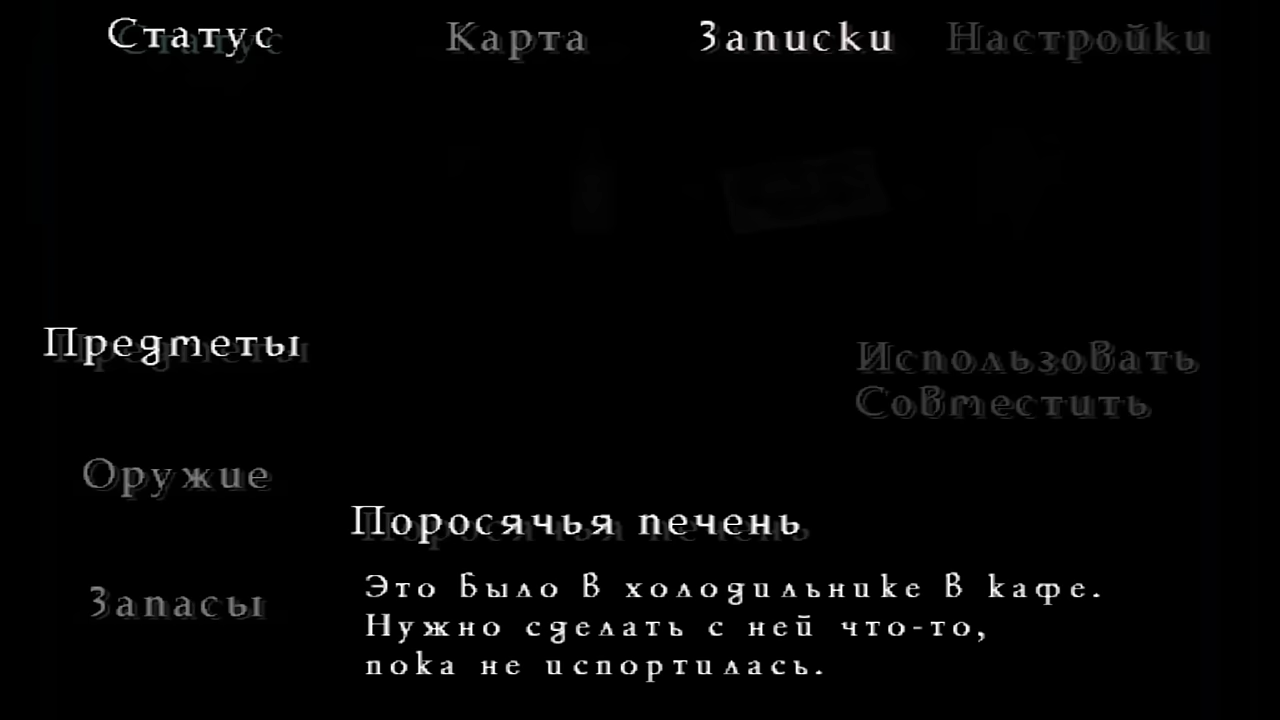 Статус Карта Записки Настройки
Предметы
Использовать
Совместить
Оружие
Поросячья печень
Это было в холодильнике в кафе.
Запасы
Нужно сделать с ней что-то,
пока не испортилась.